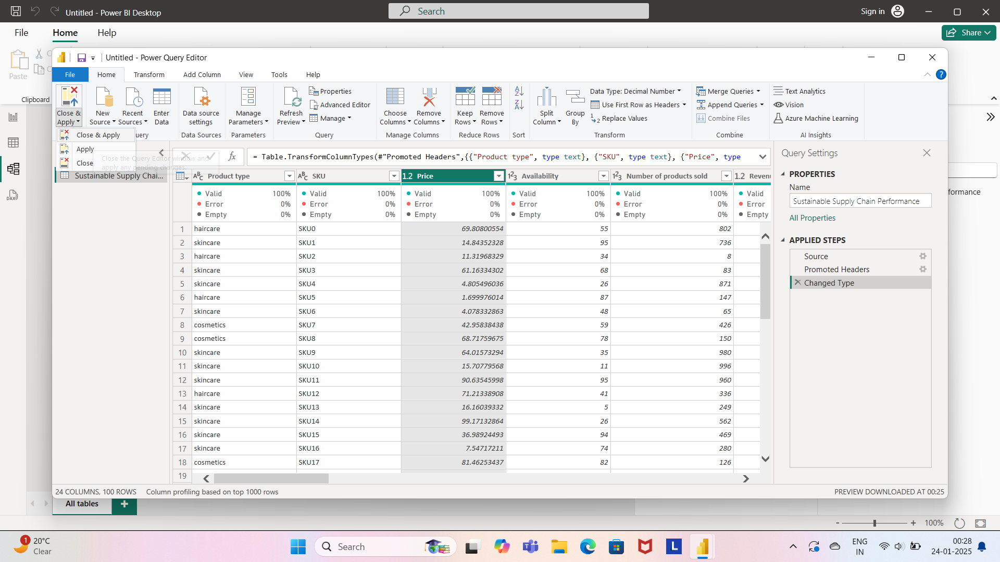 Untitled - Power BI Desktop
Search
Sign in
File
Home
Help
Share
Paste
Clipboard
Untitled - Power Query Editor
File
Home
Transform
Add Column
View
Tools
Help
Close &
Apply
New
Source
Recent
Sources
Enter
Data
Data source
settings
Data Sources
Manage
Parameters
Parameters
Refresh
Preview
Properties
Advanced Editor
Manage
Query
Choose
Columns
Remove
Columns
Manage Columns
Keep
Rows
Remove
Rows
Reduce Rows
Sort
Split
Column
Group
By
Data Type: Decimal Number
Use First Row as Headers
Replace Values
Transform
Merge Queries
Append Queries
Combine Files
Combine
Text Analytics
Vision
Azure Machine Learning
AI Insights
Close & Apply
uery
Apply
Close
Close the Query Editor window and
apply any pending changes.
Sustainable Supply Chai...
fx
= Table.TransformColumnTypes(#"Promoted Headers",{{"Product type", type text}, {"SKU", type text}, {"Price", type
Product type SKU 1.2 Price 123 Availability 123 Number of products sold 1.2 Reven
Valid 100% Valid 100% Valid 100% Valid 100% Valid 100% Valid
Error 0% Error 0% Error 0% Error 0% Error 0% Error
Empty 0% Empty 0% Empty 0% Empty 0% Empty 0% Empty
1 haircare SKU0 69.80800554 55 802
2 skincare SKU1 14.84352328 95 736
3 haircare SKU2 11.31968329 34 8
4 skincare SKU3 61.16334302 68 83
5 skincare SKU4 4.805496036 26 871
6 haircare SKU5 1.699976014 87 147
7 skincare SKU6 4.078332863 48 65
8 cosmetics SKU7 42.95838438 59 426
9 cosmetics SKU8 68.71759675 78 150
10 skincare SKU9 64.01573294 35 980
11 skincare SKU10 15.70779568 11 996
12 skincare SKU11 90.63545998 95 960
13 haircare SKU12 71.21338908 41 336
14 skincare SKU13 16.16039332 5 249
15 skincare SKU14 99.17132864 26 562
16 skincare SKU15 36.98924493 94 469
17 skincare SKU16 7.54717211 74 280
18 cosmetics SKU17 81.46253437 82 126
19
Query Settings
PROPERTIES
Name
Sustainable Supply Chain Performance
All Properties
APPLIED STEPS
Source
Promoted Headers
Changed Type
formance
24 COLUMNS, 100 ROWS
Column profiling based on top 1000 rows
PREVIEW DOWNLOADED AT 00:25
All tables
100%
1
20°C
Clear
Search
ENG
IN
00:28
24-01-2025